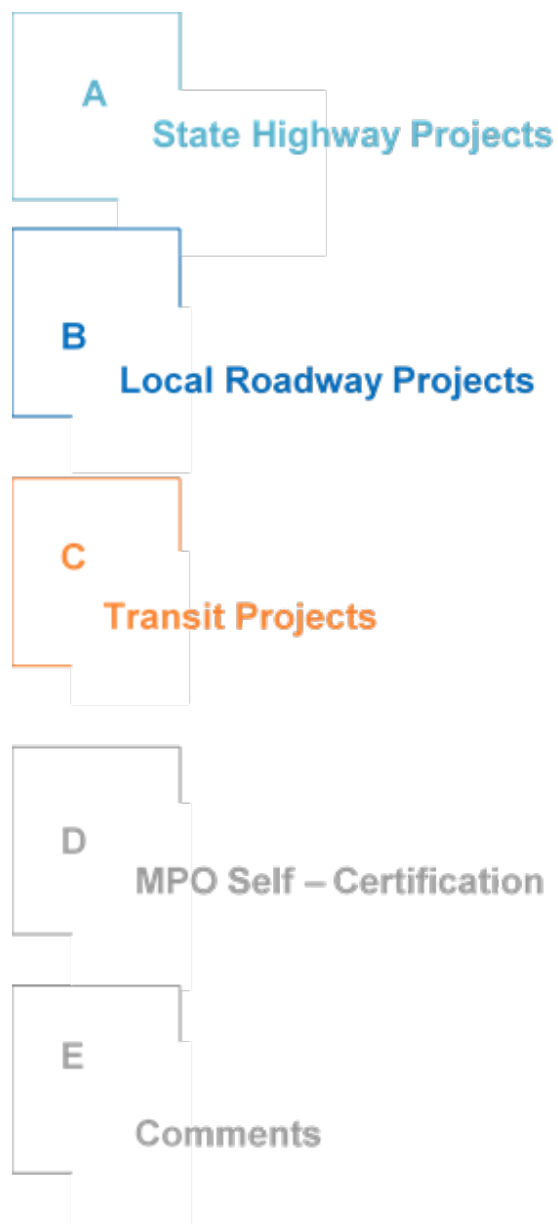 A
State Highway Projects
B
Local Roadway Projects
C
Transit Projects
D
MPO Self – Certification
E
Comments